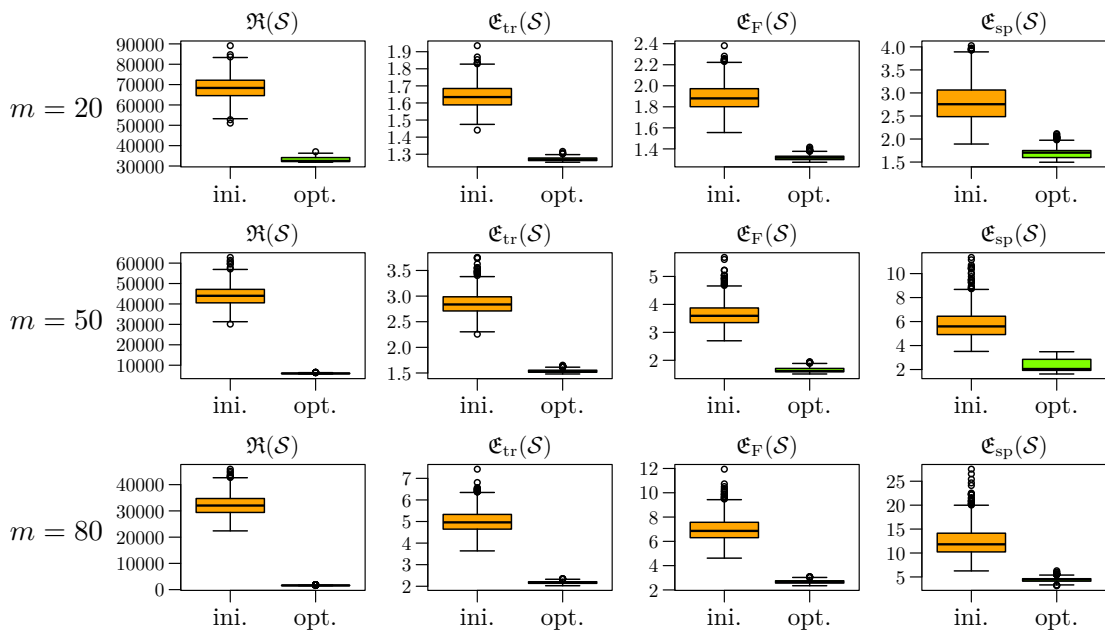 ℜ(𝒮) 𝔈tr(𝒮) 𝔈F(𝒮) 𝔈sp(𝒮)
m = 20
90000 80000 70000 60000 50000 40000 30000
1.9 1.8 1.7 1.6 1.5 1.4 1.3
2.4 2.2 2.0 1.8 1.6 1.4
4.0 3.5 3.0 2.5 2.0 1.5
ini. opt. ini. opt. ini. opt. ini. opt.
ℜ(𝒮) 𝔈tr(𝒮) 𝔈F(𝒮) 𝔈sp(𝒮)
m = 50
60000 50000 40000 30000 10000
3.5 3.0 2.5 2.0 1.5
5 4 3 2
10 8 6 4 2
ini. opt. ini. opt. ini. opt. ini. opt.
ℜ(𝒮) 𝔈tr(𝒮) 𝔈F(𝒮) 𝔈sp(𝒮)
m = 80
40000 30000 20000 10000 0
7 6 5 4 3 2
12 10 8 6 4 2
25 20 15 10 5
ini. opt. ini. opt. ini. opt. ini. opt.